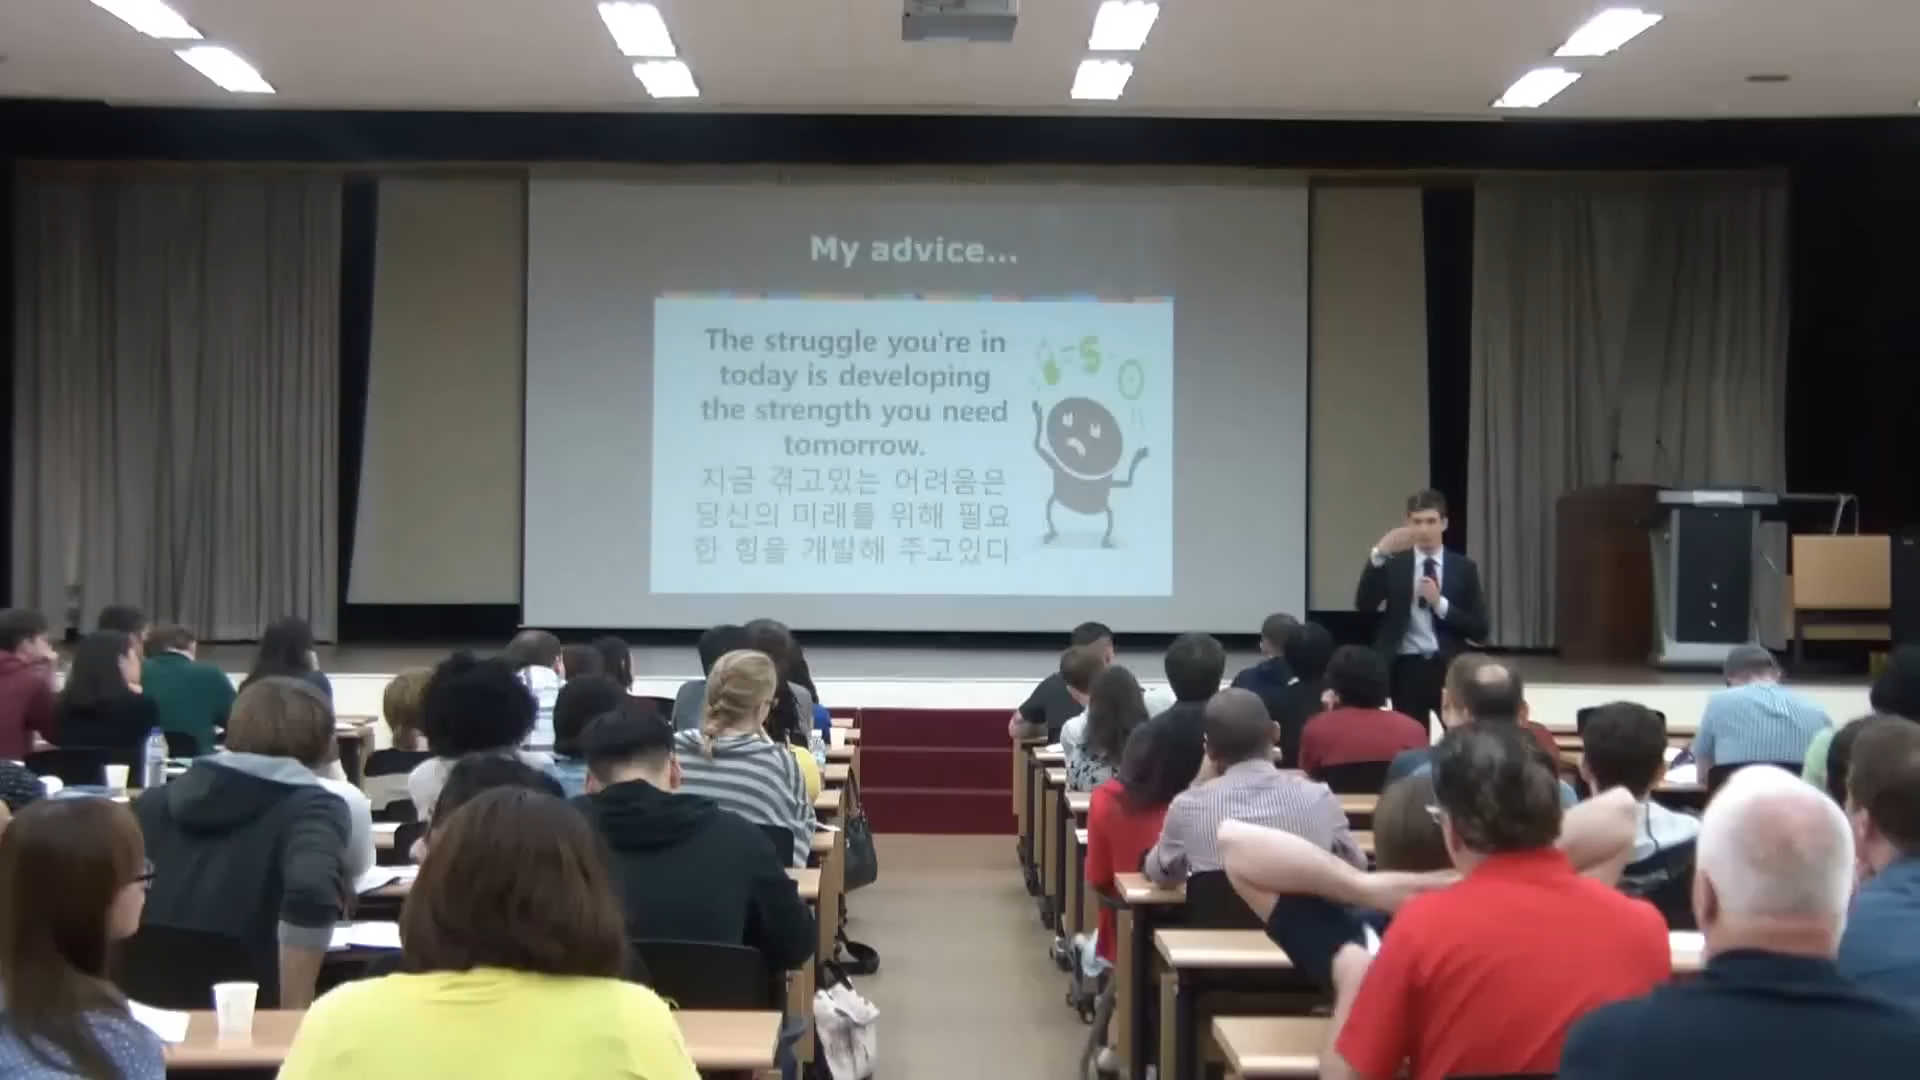 My advice...
The struggle you're in
today is developing
the strength you need
tomorrow.
지금 겪고있는 어려움은
당신의 미래를 위해 필요
한 힘을 개발해 주고있다